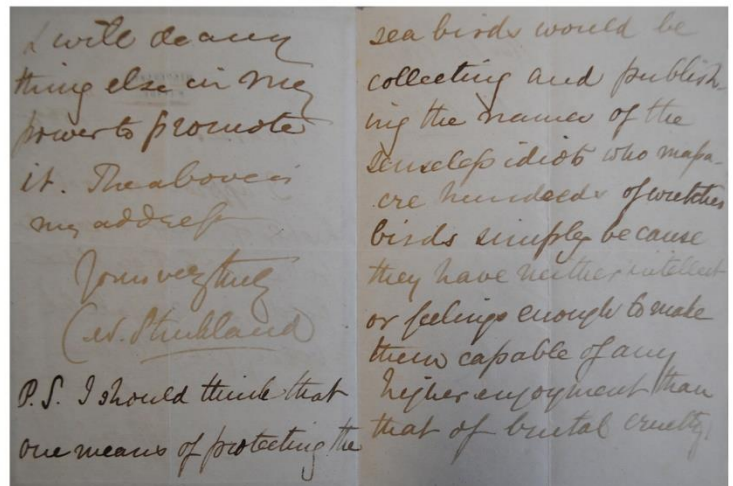 I will do any
thing else in my
power to promote
it. The above is
my address
Yours very truly
W. Strickland
P.S. I should think that
one means of protecting the
sea birds would be
collecting and publish-
ing the names of the
senseless idiots who massa-
cre hundreds of wretched
birds simply because
they have neither intellect
or feelings enough to make
them capable of any
higher enjoyment than
that of brutal cruelty.